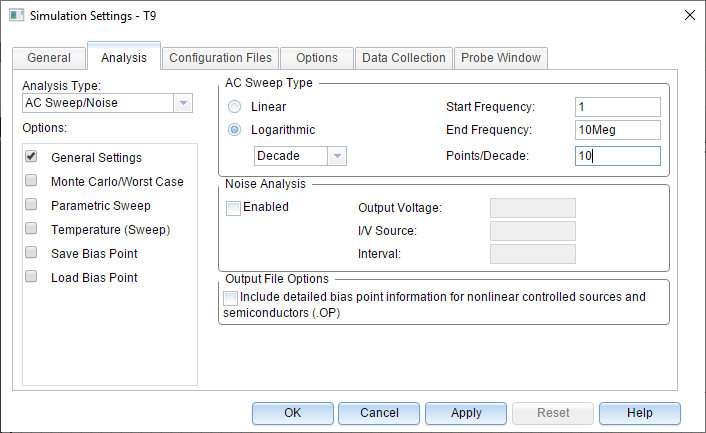 Simulation Settings - T9
General
Analysis
Configuration Files
Options
Data Collection
Probe Window
Analysis Type:
AC Sweep/Noise
Options:
General Settings
Monte Carlo/Worst Case
Parametric Sweep
Temperature (Sweep)
Save Bias Point
Load Bias Point
AC Sweep Type
Linear
Logarithmic
Decade
Start Frequency:
1
End Frequency:
10Meg
Points/Decade:
10
Noise Analysis
Enabled
Output Voltage:
I/V Source:
Interval:
Output File Options
Include detailed bias point information for nonlinear controlled sources and
semiconductors (.OP)
OK
Cancel
Apply
Reset
Help